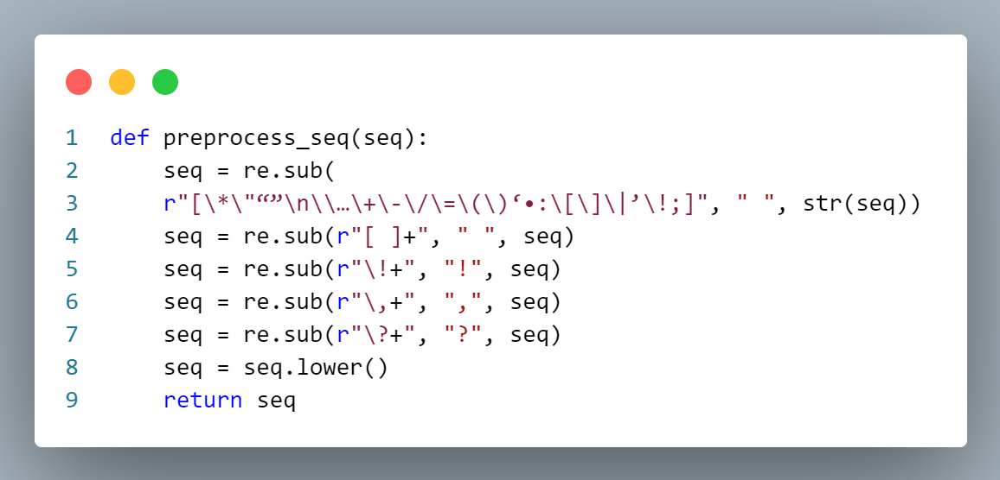 1 def preprocess_seq(seq):
2     seq = re.sub(
3     r"[\*\"“”\n\\…\+\-\/\=\(\)‘•:\[\]\|’\!;]", " ", str(seq))
4     seq = re.sub(r"[ ]+", " ", seq)
5     seq = re.sub(r"\!+", "!", seq)
6     seq = re.sub(r"\,+", ",", seq)
7     seq = re.sub(r"\?+", "?", seq)
8     seq = seq.lower()
9     return seq